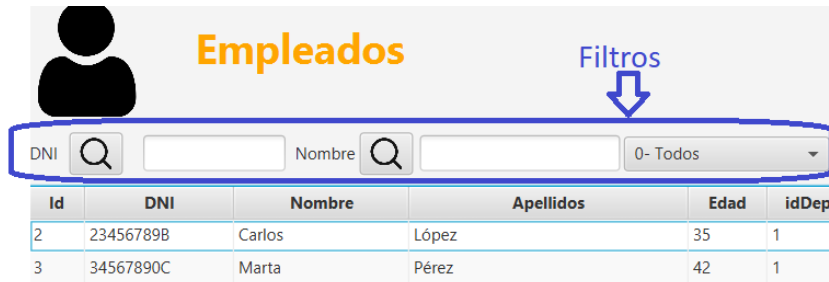 Empleados
Filtros
DNI Nombre 0- Todos
Id DNI Nombre Apellidos Edad idDep
2 23456789B Carlos López 35 1
3 34567890C Marta Pérez 42 1